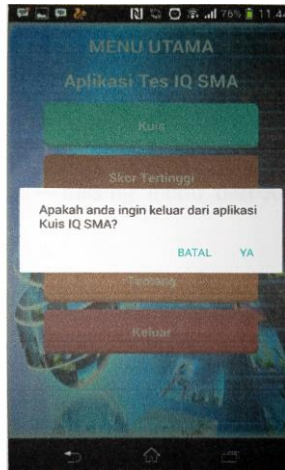 76% 11.44
MENU UTAMA
Aplikasi Tes IQ SMA
Kuis
Skor Tertinggi
Apakah anda ingin keluar dari aplikasi
Kuis IQ SMA?
BATAL YA
Tentang
Keluar